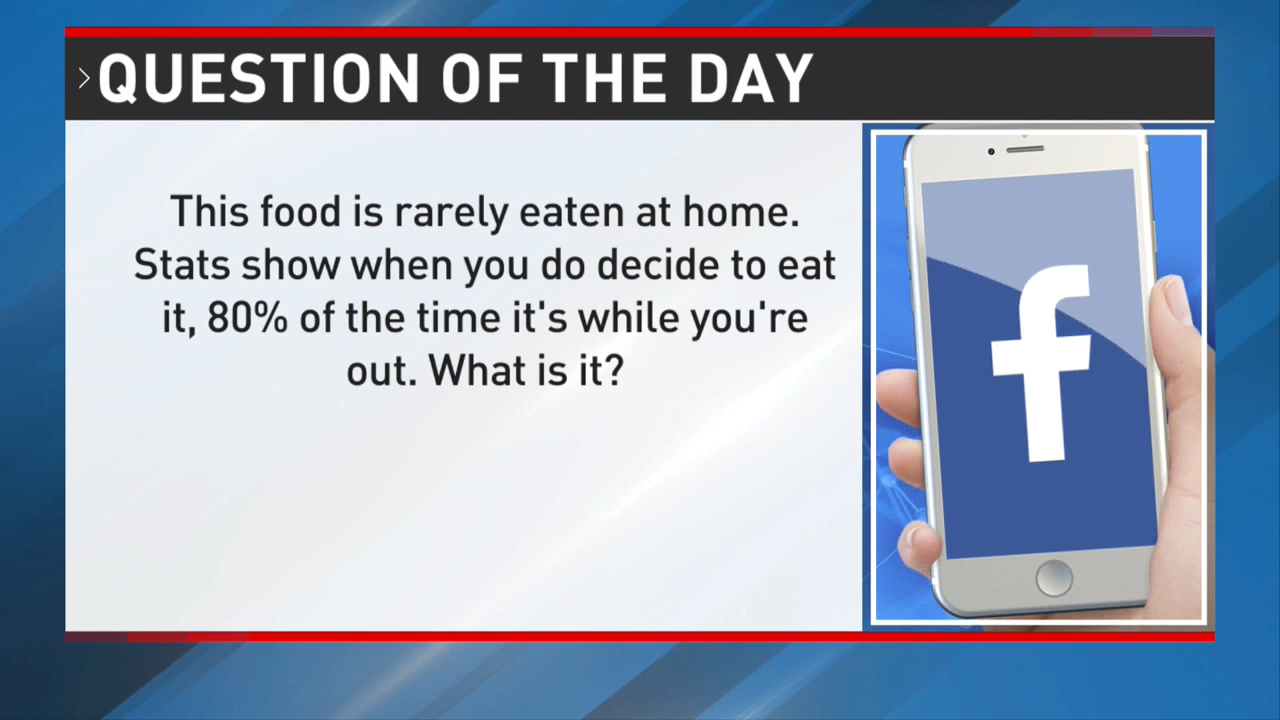 QUESTION OF THE DAY
This food is rarely eaten at home.
Stats show when you do decide to eat
it, 80% of the time it's while you're
out. What is it?
f